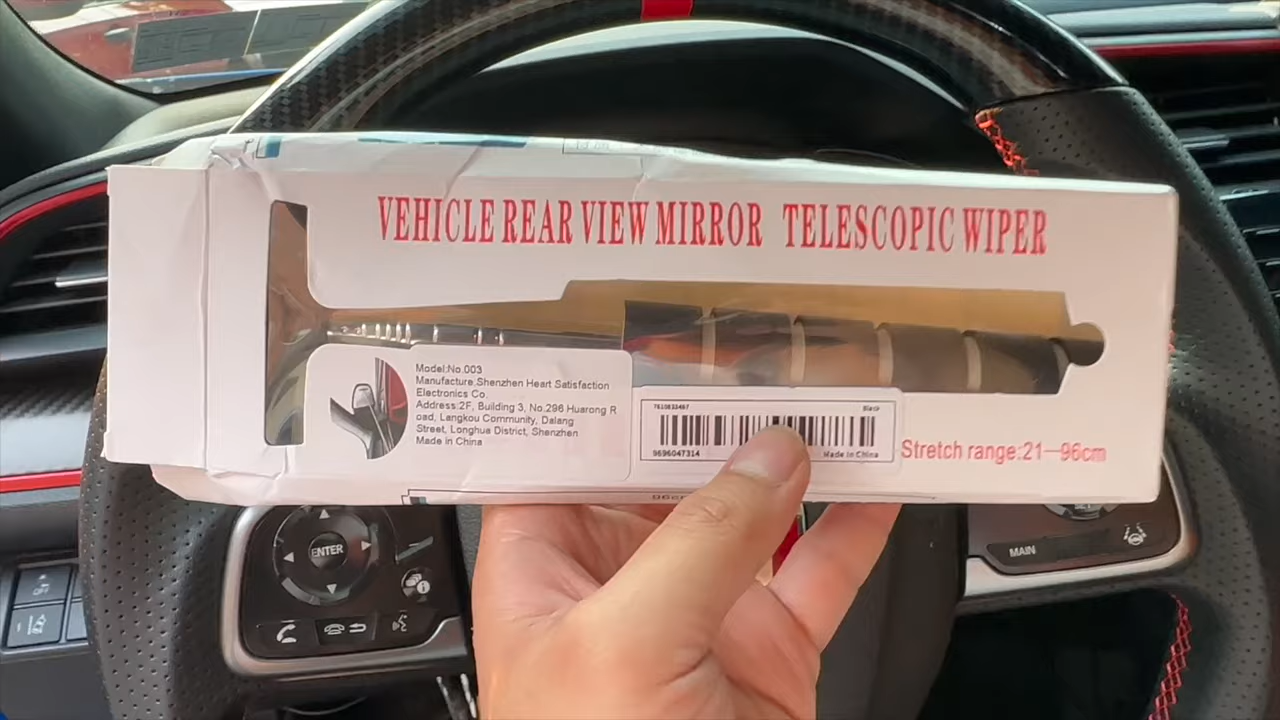 VEHICLE REAR VIEW MIRROR TELESCOPIC WIPER
Model:No.003
Manufacture:Shenzhen Heart Satisfaction
Electronics Co.
Address:2F, Building 3, No.296 Huarong R
oad, Langkou Community, Dalang
Street, Longhua District, Shenzhen
Made in China
7810833497 Black
9696047314 Made in China
Stretch range:21—96cm
ENTER
MAIN